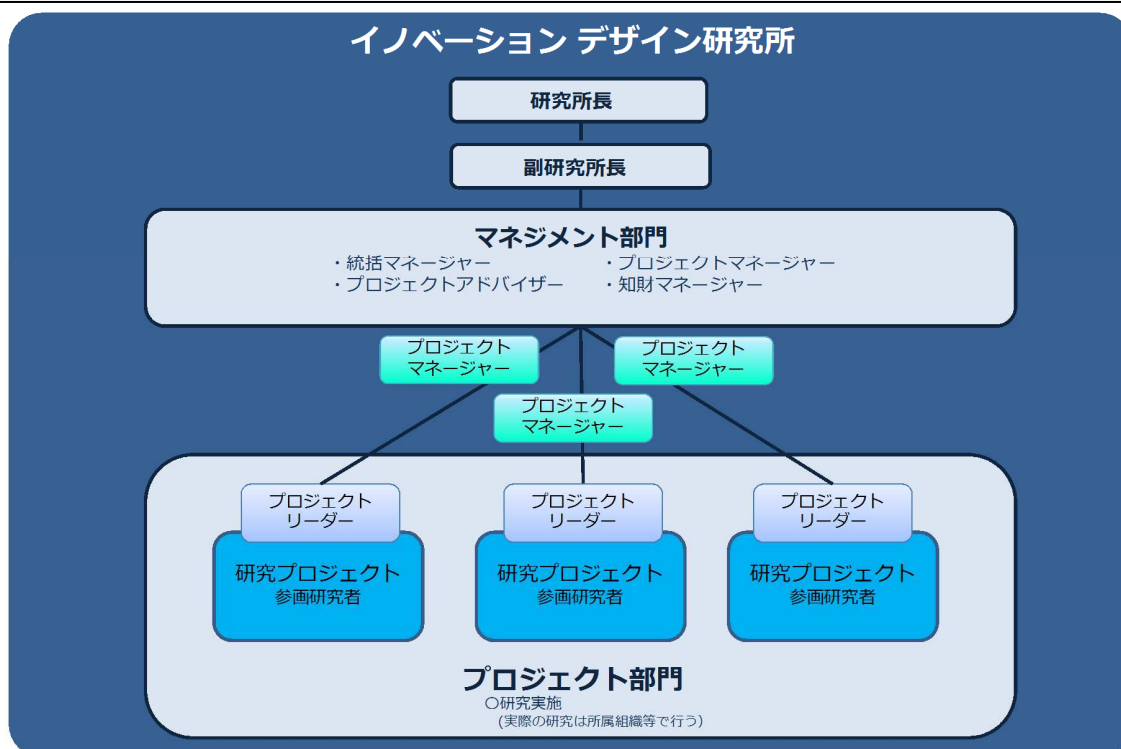 イノベーション デザイン研究所
研究所長
副研究所長
マネジメント部門
・統括マネージャー ・プロジェクトマネージャー
・プロジェクトアドバイザー ・知財マネージャー
プロジェクト
マネージャー
プロジェクト
マネージャー
プロジェクト
マネージャー
プロジェクト
リーダー
プロジェクト
リーダー
プロジェクト
リーダー
研究プロジェクト
参画研究者
研究プロジェクト
参画研究者
研究プロジェクト
参画研究者
プロジェクト部門
〇研究実施
(実際の研究は所属組織等で行う)